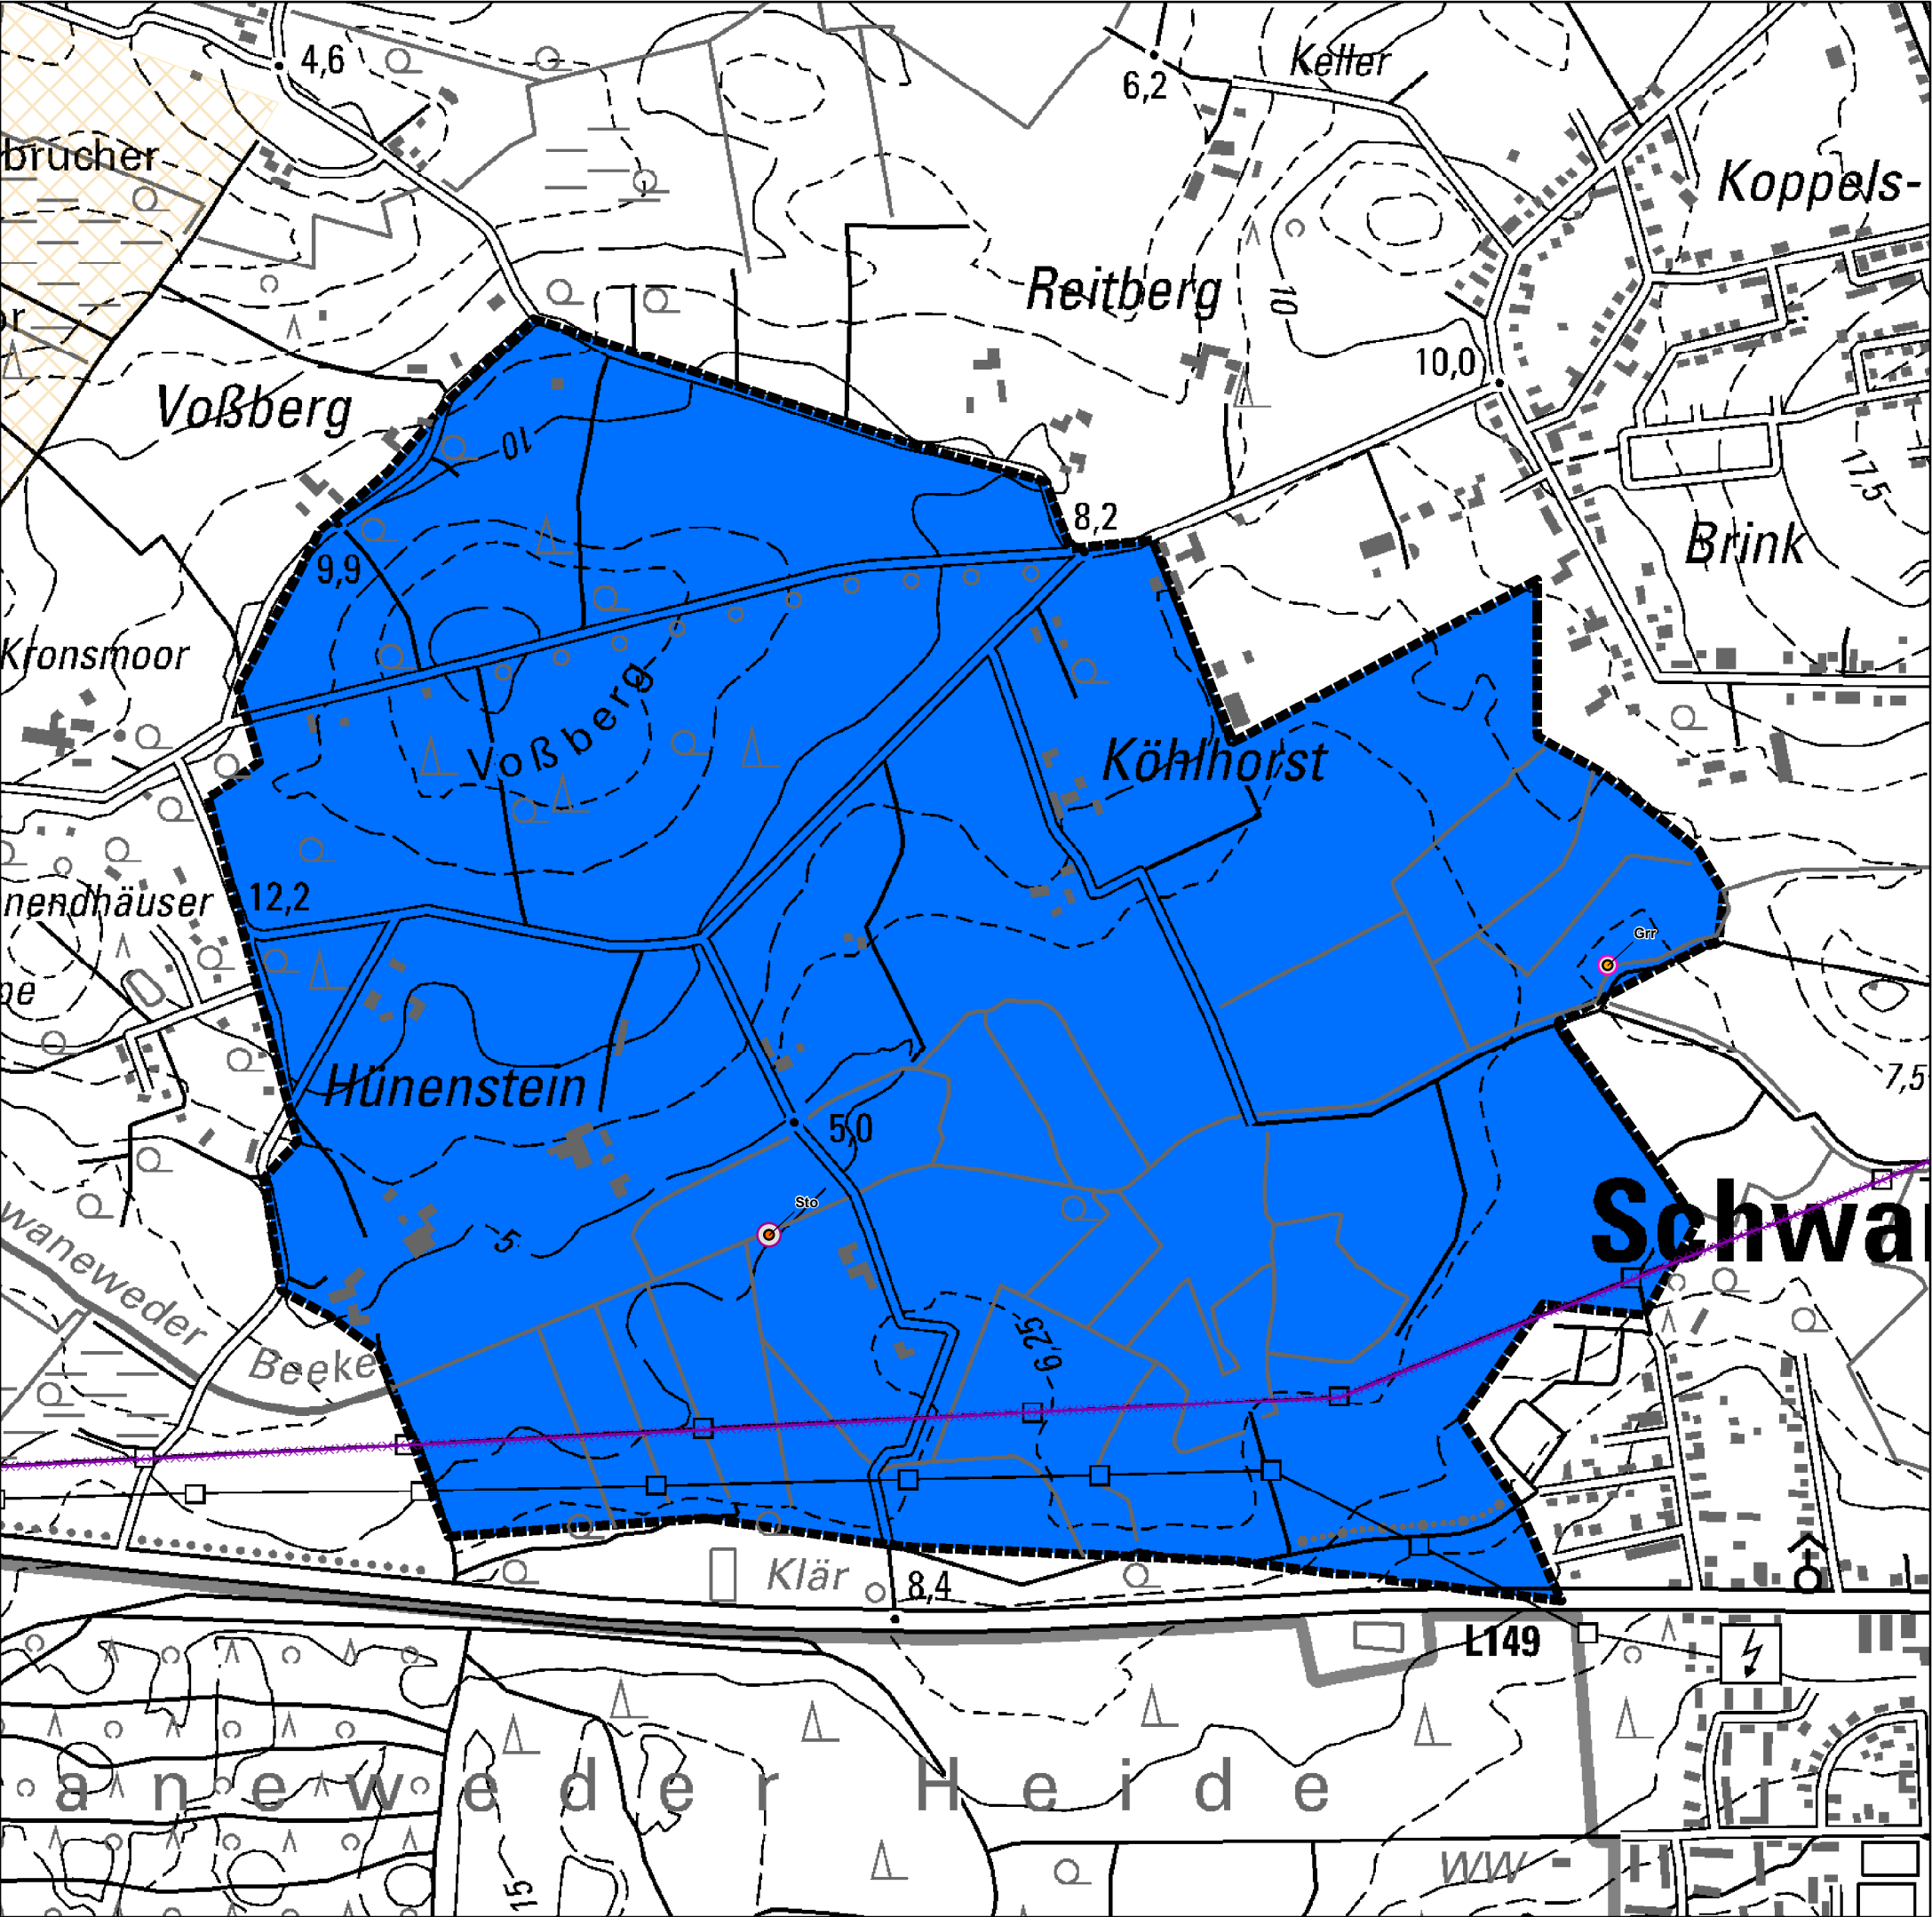 4,6
6,2
Keller
brucher
Koppels-
Reitberg
10
10,0
Voßberg
10
17,5
8,2
Brink
9,9
Kronsmoor
Voßberg
Köhlhorst
12,2
nendhäuser
Grr
Hünenstein
7,5
5,0
Schwa
Sto
5
waneweder
Beeke
6,25
Klär
8,4
L149
aneweder Heide
WW
15